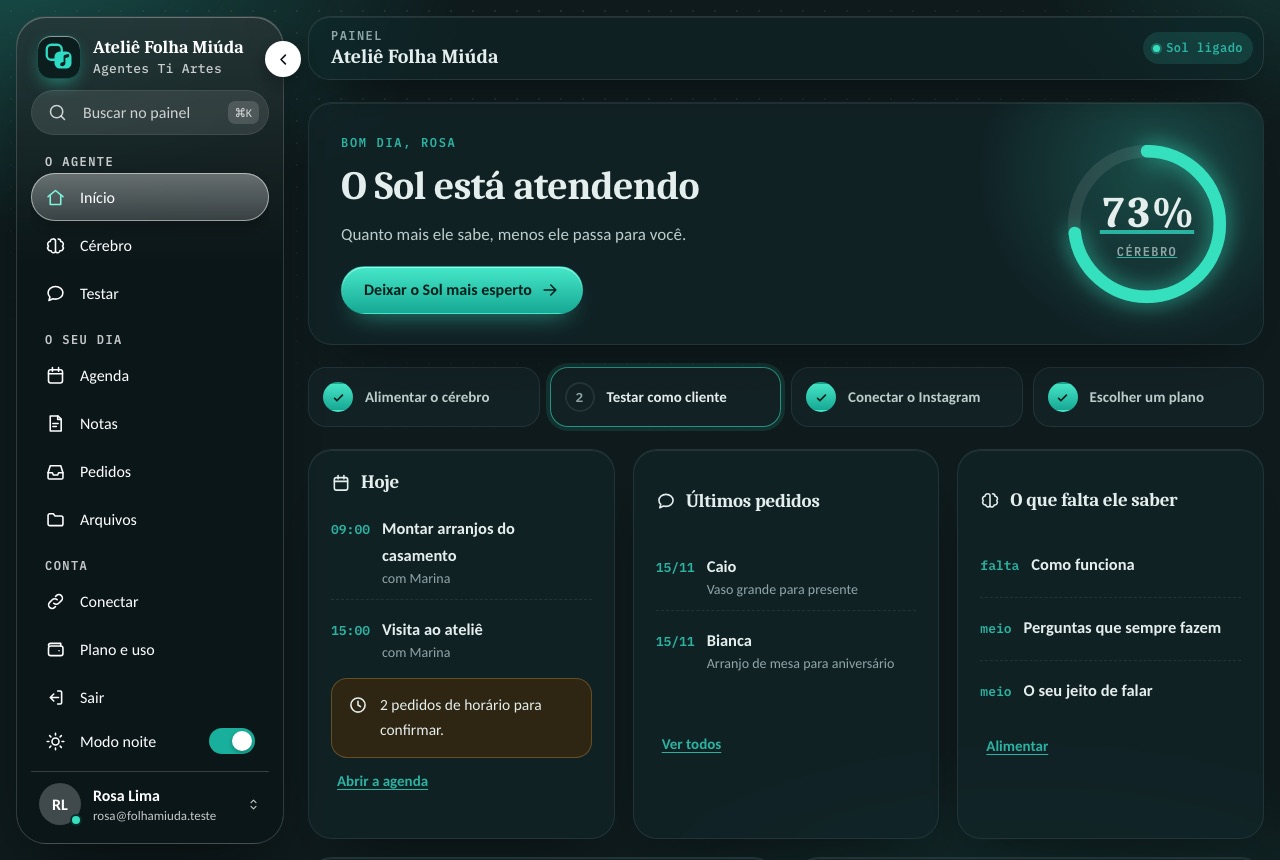 Ateliê Folha Miúda
Agentes Ti Artes
Buscar no painel
⌘K
O AGENTE
Início
Cérebro
Testar
O SEU DIA
Agenda
Notas
Pedidos
Arquivos
CONTA
Conectar
Plano e uso
Sair
Modo noite
RL
Rosa Lima
rosa@folhamiuda.teste
PAINEL
Ateliê Folha Miúda
Sol ligado
BOM DIA, ROSA
O Sol está atendendo
Quanto mais ele sabe, menos ele passa para você.
Deixar o Sol mais esperto
73%
CÉREBRO
Alimentar o cérebro
2 Testar como cliente
Conectar o Instagram
Escolher um plano
Hoje
09:00 Montar arranjos do
casamento
com Marina
15:00 Visita ao ateliê
com Marina
2 pedidos de horário para
confirmar.
Abrir a agenda
Últimos pedidos
15/11 Caio
Vaso grande para presente
15/11 Bianca
Arranjo de mesa para aniversário
Ver todos
O que falta ele saber
falta Como funciona
meio Perguntas que sempre fazem
meio O seu jeito de falar
Alimentar